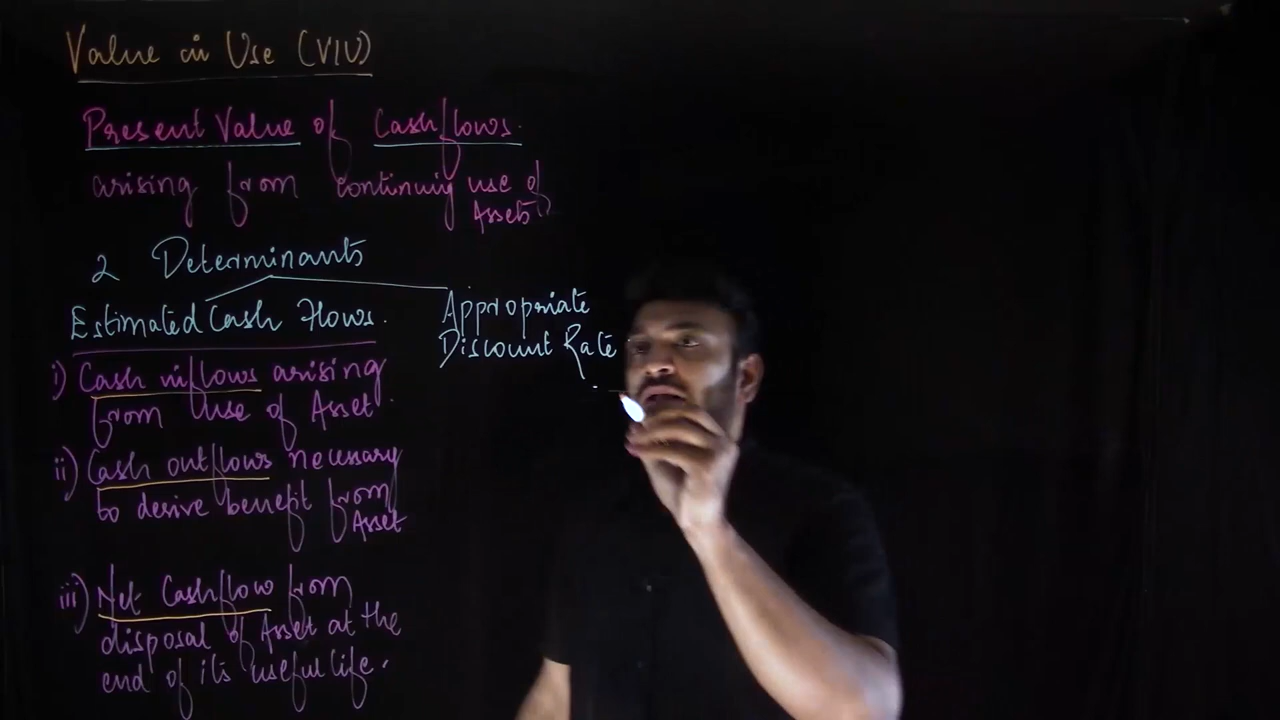 Value in Use (VIU)
Present Value of Cashflows.
arising from continuing use of
Assets
2 Determinants
Estimated Cash Flows.
i) Cash inflows arising
from use of Asset.
ii) Cash outflows necessary
to derive benefit from
Asset
iii) Net Cashflow from
disposal of Asset at the
end of its useful life.
Appropriate
Discount Rate